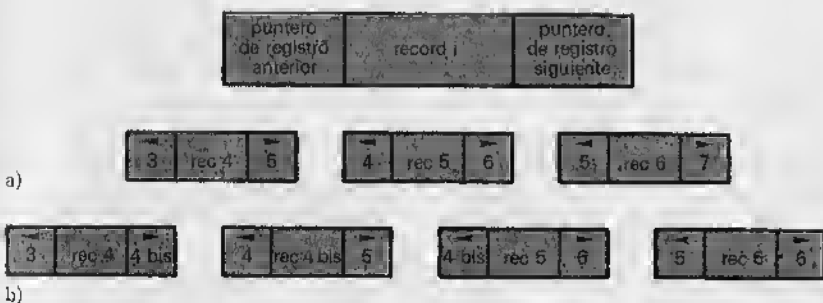 puntero de registro anterior
record i
puntero de registro siguiente
3 rec 4 5
4 rec 5 6
5 rec 6 7
a)
3 rec 4 4 bis
4 rec 4 bis 5
4 bis rec 5 6
5 rec 6 6
b)